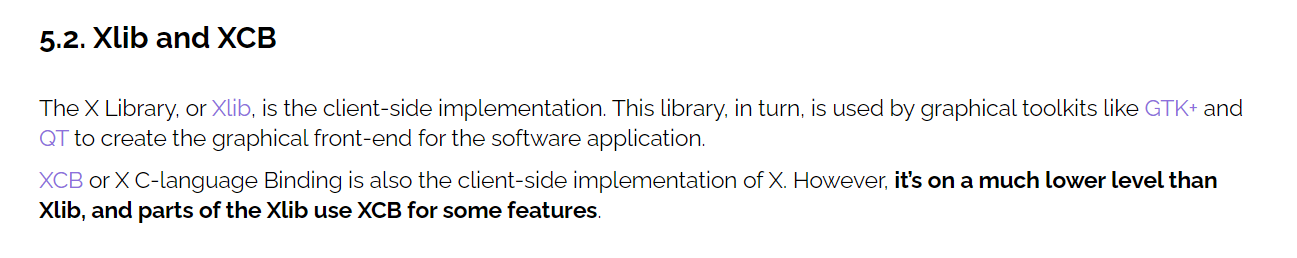 5.2. Xlib and XCB
The X Library, or Xlib, is the client-side implementation. This library, in turn, is used by graphical toolkits like GTK+ and
QT to create the graphical front-end for the software application.
XCB or X C-language Binding is also the client-side implementation of X. However, it’s on a much lower level than
Xlib, and parts of the Xlib use XCB for some features.